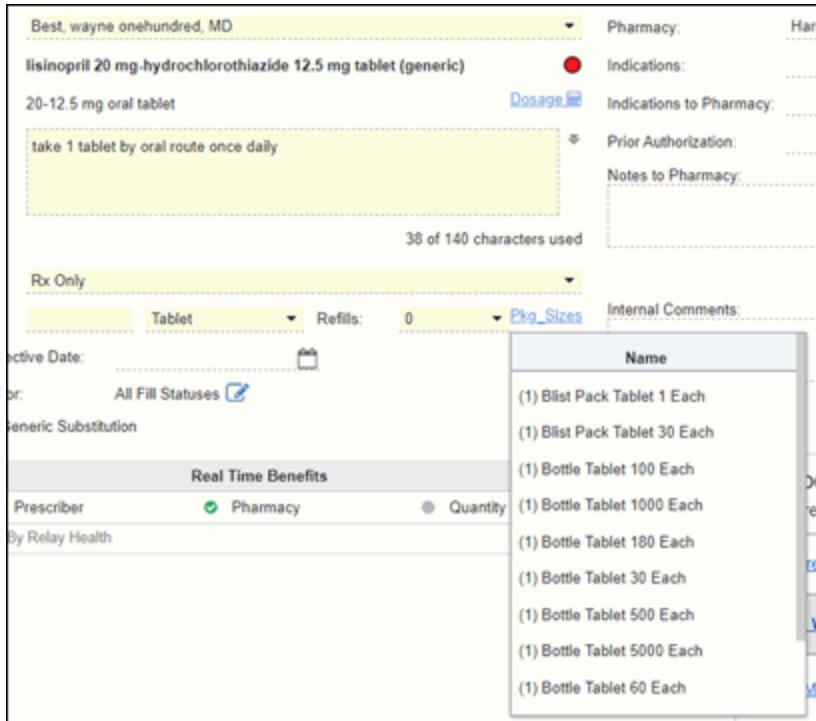 Best, wayne onehundred, MD
Pharmacy: Har
lisinopril 20 mg-hydrochlorothiazide 12.5 mg tablet (generic)
Indications:
20-12.5 mg oral tablet Dosage
Indications to Pharmacy:
take 1 tablet by oral route once daily
Prior Authorization:
Notes to Pharmacy:
38 of 140 characters used
Rx Only
Tablet Refills: 0 Pkg_Sizes
Internal Comments:
ective Date:
or: All Fill Statuses
Generic Substitution
Real Time Benefits
Prescriber Pharmacy Quantity
By Relay Health
Name
(1) Blist Pack Tablet 1 Each
(1) Blist Pack Tablet 30 Each
(1) Bottle Tablet 100 Each
(1) Bottle Tablet 1000 Each
(1) Bottle Tablet 180 Each
(1) Bottle Tablet 30 Each
(1) Bottle Tablet 500 Each
(1) Bottle Tablet 5000 Each
(1) Bottle Tablet 60 Each